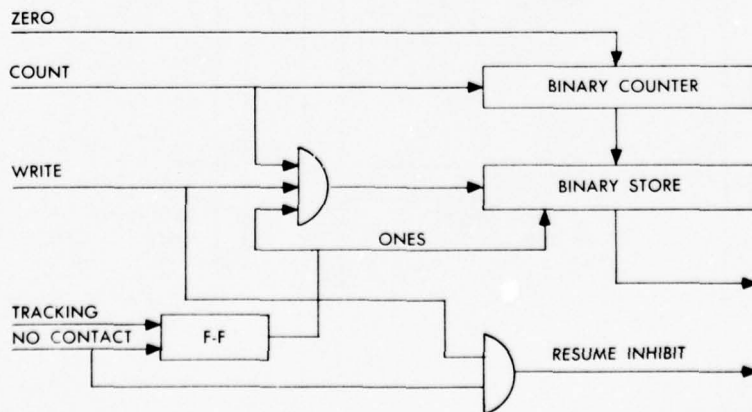 ZERO
COUNT
BINARY COUNTER
WRITE
BINARY STORE
ONES
TRACKING
NO CONTACT
F-F
RESUME INHIBIT